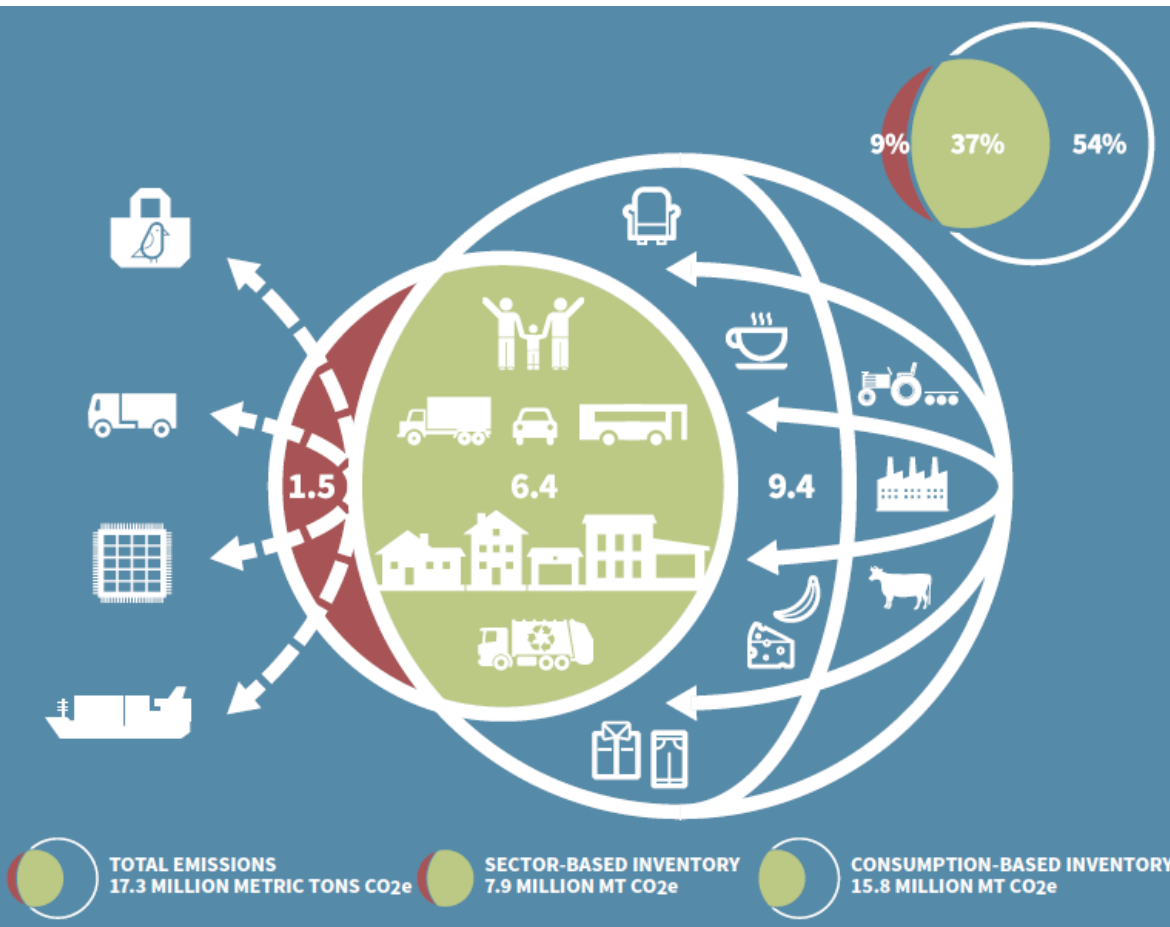 9% 37% 54%
1.5 6.4 9.4
TOTAL EMISSIONS
17.3 MILLION METRIC TONS CO2e
SECTOR-BASED INVENTORY
7.9 MILLION MT CO2e
CONSUMPTION-BASED INVENTORY
15.8 MILLION MT CO2e